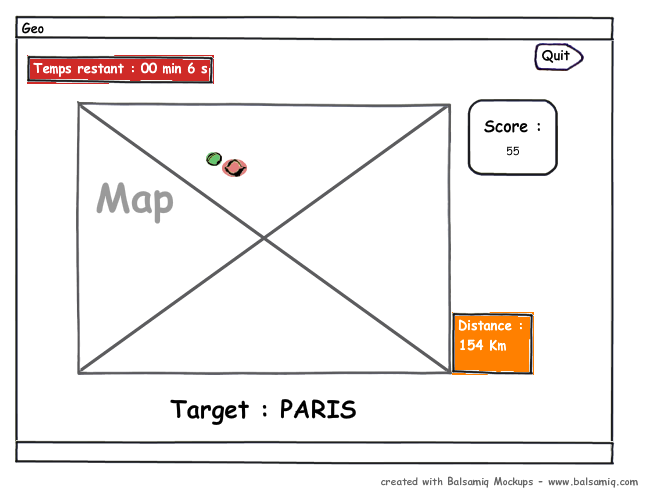 Geo
Quit
Temps restant : 00 min 6 s
Score :
55
Map
Distance :
154 Km
Target : PARIS
created with Balsamiq Mockups - www.balsamiq.com